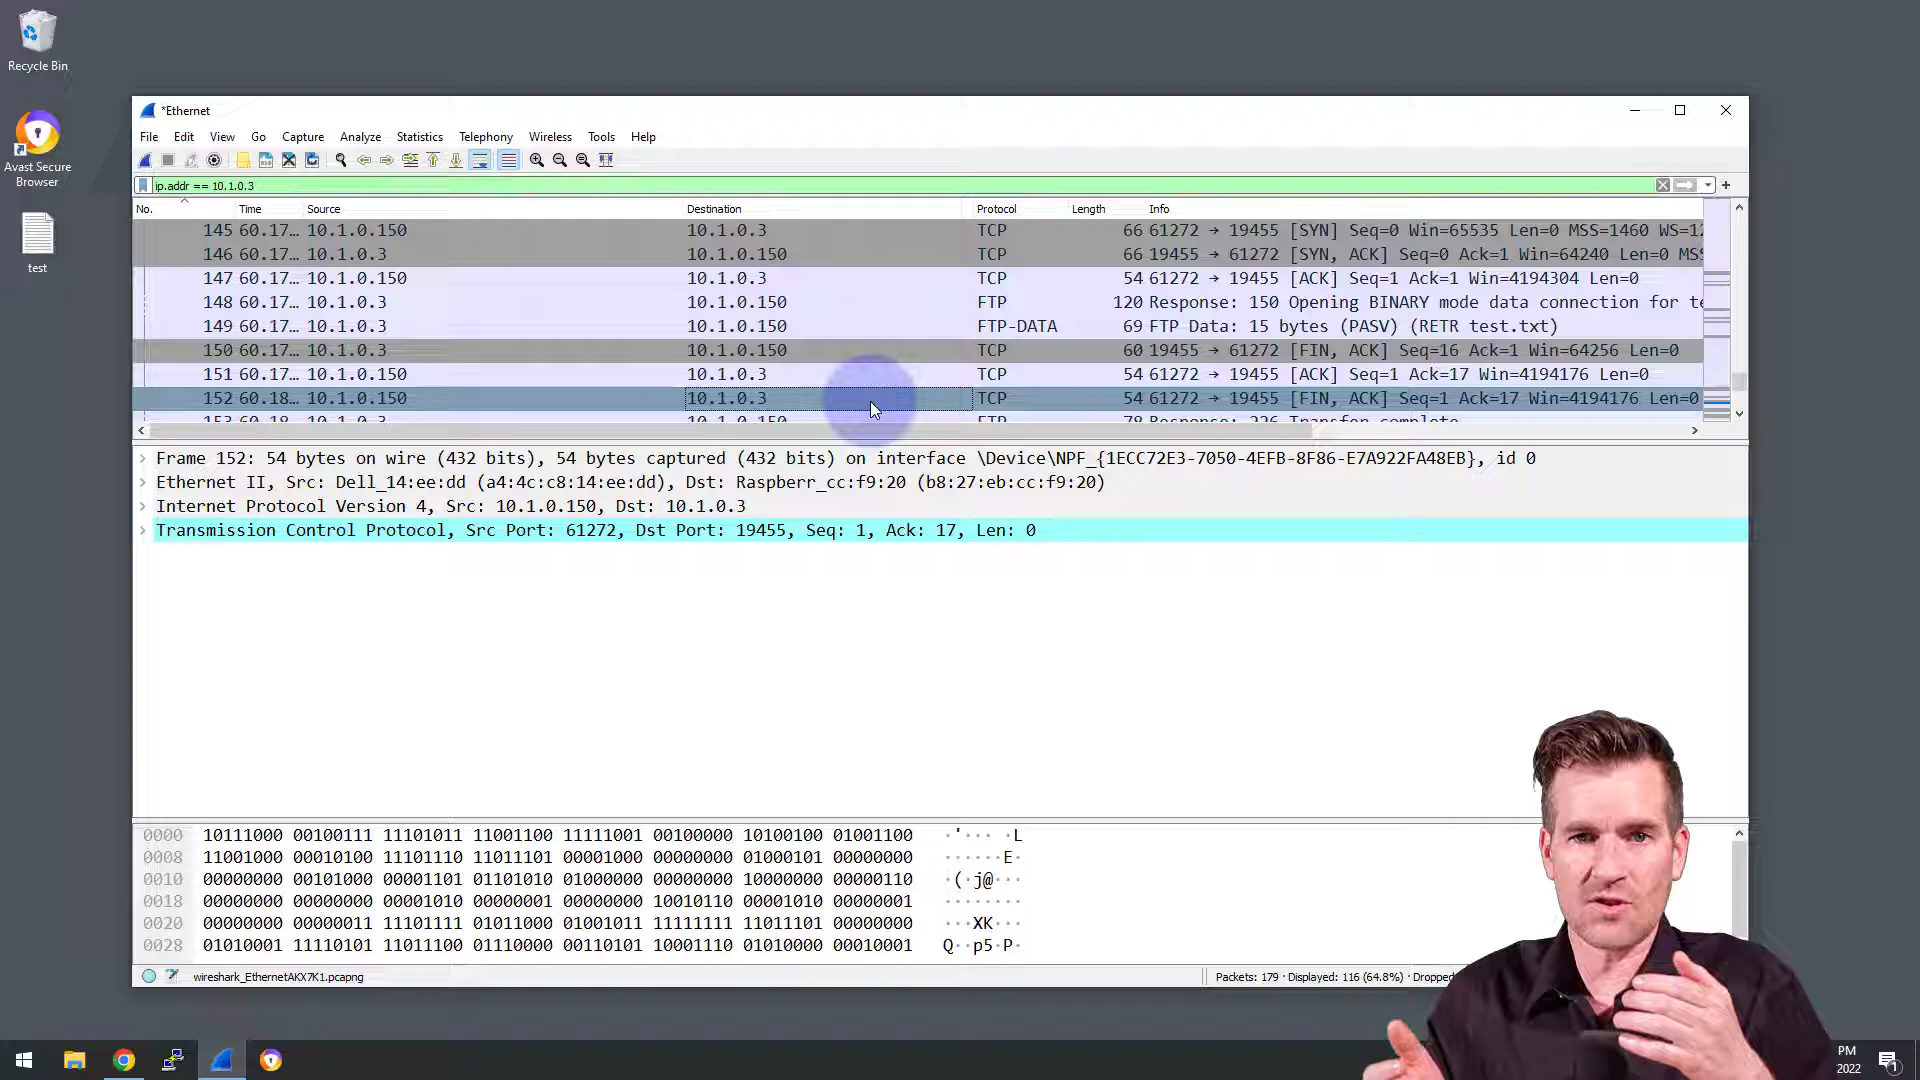 Recycle Bin
Avast Secure
Browser
test
*Ethernet
File Edit View Go Capture Analyze Statistics Telephony Wireless Tools Help
ip.addr == 10.1.0.3
No. Time Source Destination Protocol Length Info
145 60.17… 10.1.0.150 10.1.0.3 TCP 66 61272 → 19455 [SYN] Seq=0 Win=65535 Len=0 MSS=1460
146 60.17… 10.1.0.3 10.1.0.150 TCP 66 19455 → 61272 [SYN, ACK] Seq=0 Ack=1 Win=64240 Len=0
147 60.17… 10.1.0.150 10.1.0.3 TCP 54 61272 → 19455 [ACK] Seq=1 Ack=1 Win=4194304 Len=0
148 60.17… 10.1.0.3 10.1.0.150 FTP 120 Response: 150 Opening BINARY mode data connection for
149 60.17… 10.1.0.3 10.1.0.150 FTP-DATA 69 FTP Data: 15 bytes (PASV) (RETR test.txt)
150 60.17… 10.1.0.3 10.1.0.150 TCP 60 19455 → 61272 [FIN, ACK] Seq=16 Ack=1 Win=64256 Len=0
151 60.17… 10.1.0.150 10.1.0.3 TCP 54 61272 → 19455 [ACK] Seq=1 Ack=17 Win=4194176 Len=0
152 60.18… 10.1.0.150 10.1.0.3 TCP 54 61272 → 19455 [FIN, ACK] Seq=1 Ack=17 Win=4194176 Len=0
153 60.18… 10.1.0.3 10.1.0.150 FTP 78 Response: 226 Transfer complete
Frame 152: 54 bytes on wire (432 bits), 54 bytes captured (432 bits) on interface \Device\NPF_{1ECC72E3-7050-4EFB-8F86-E7A922FA48EB}, id 0
Ethernet II, Src: Dell_14:ee:dd (a4:4c:c8:14:ee:dd), Dst: Raspberr_cc:f9:20 (b8:27:eb:cc:f9:20)
Internet Protocol Version 4, Src: 10.1.0.150, Dst: 10.1.0.3
Transmission Control Protocol, Src Port: 61272, Dst Port: 19455, Seq: 1, Ack: 17, Len: 0
0000 10111000 00100111 11101011 11001100 11111001 00100000 10100100 01001100 ·'··· ·L
0008 11001000 00010100 11101110 11011101 00001000 00000000 01000101 00000000 ······E·
0010 00000000 00101000 00001101 01101010 01000000 00000000 10000000 00000110 ·(·j@···
0018 00000000 00000000 00001010 00000001 00000000 10010110 00001010 00000001 ········
0020 00000000 00000011 11101111 01011000 01001011 11111111 11011101 00000000 ···XK···
0028 01010001 11110101 11011100 01110000 00110101 10001110 01010000 00010001 Q··p5·P·
wireshark_EthernetAKX7K1.pcapng
Packets: 179 · Displayed: 116 (64.8%) · Dropped
PM
2022
1